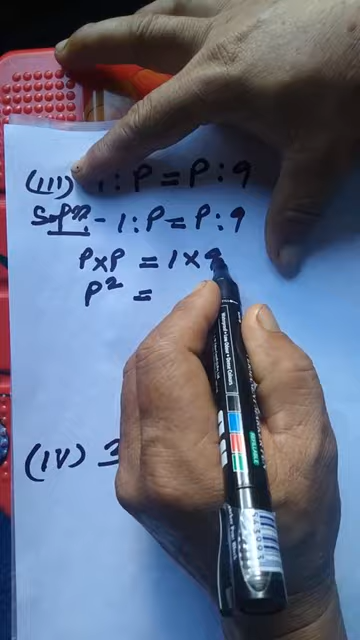 (III) 1 : P = P : 9
Solⁿ - 1 : P = P : 9
P × P = 1 × 9
P² =
(IV) 3